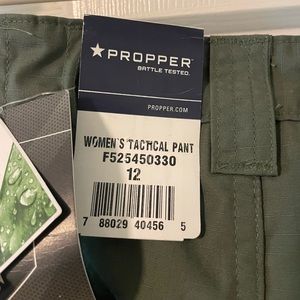 ★ PROPPER
BATTLE TESTED.
PROPPER.COM
WOMEN'S TACTICAL PANT
F525450330
12
7 88029 40456 5